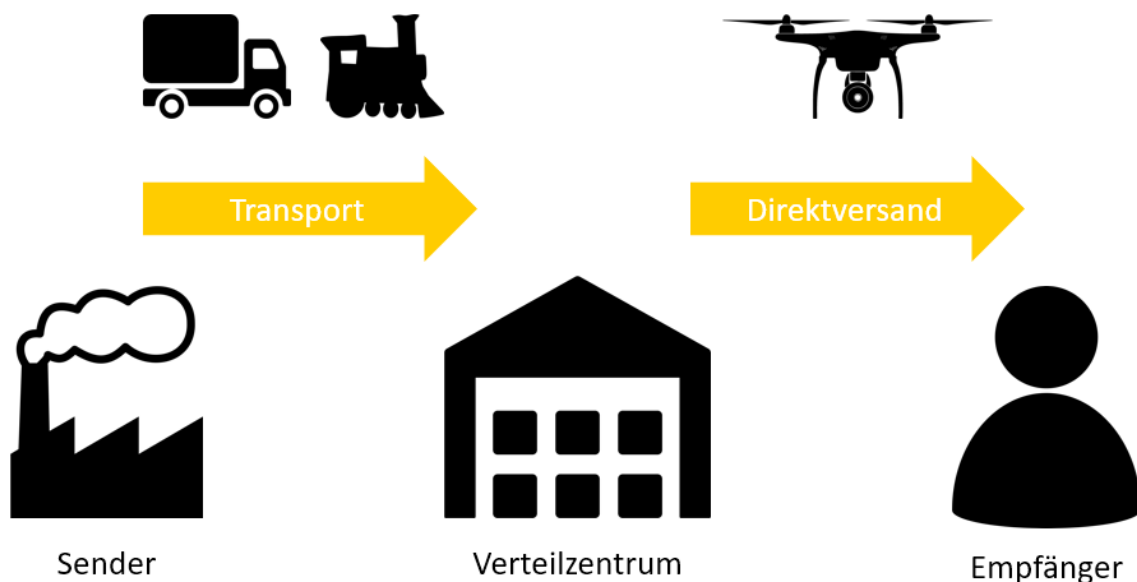 Transport
Direktversand
Sender
Verteilzentrum
Empfänger